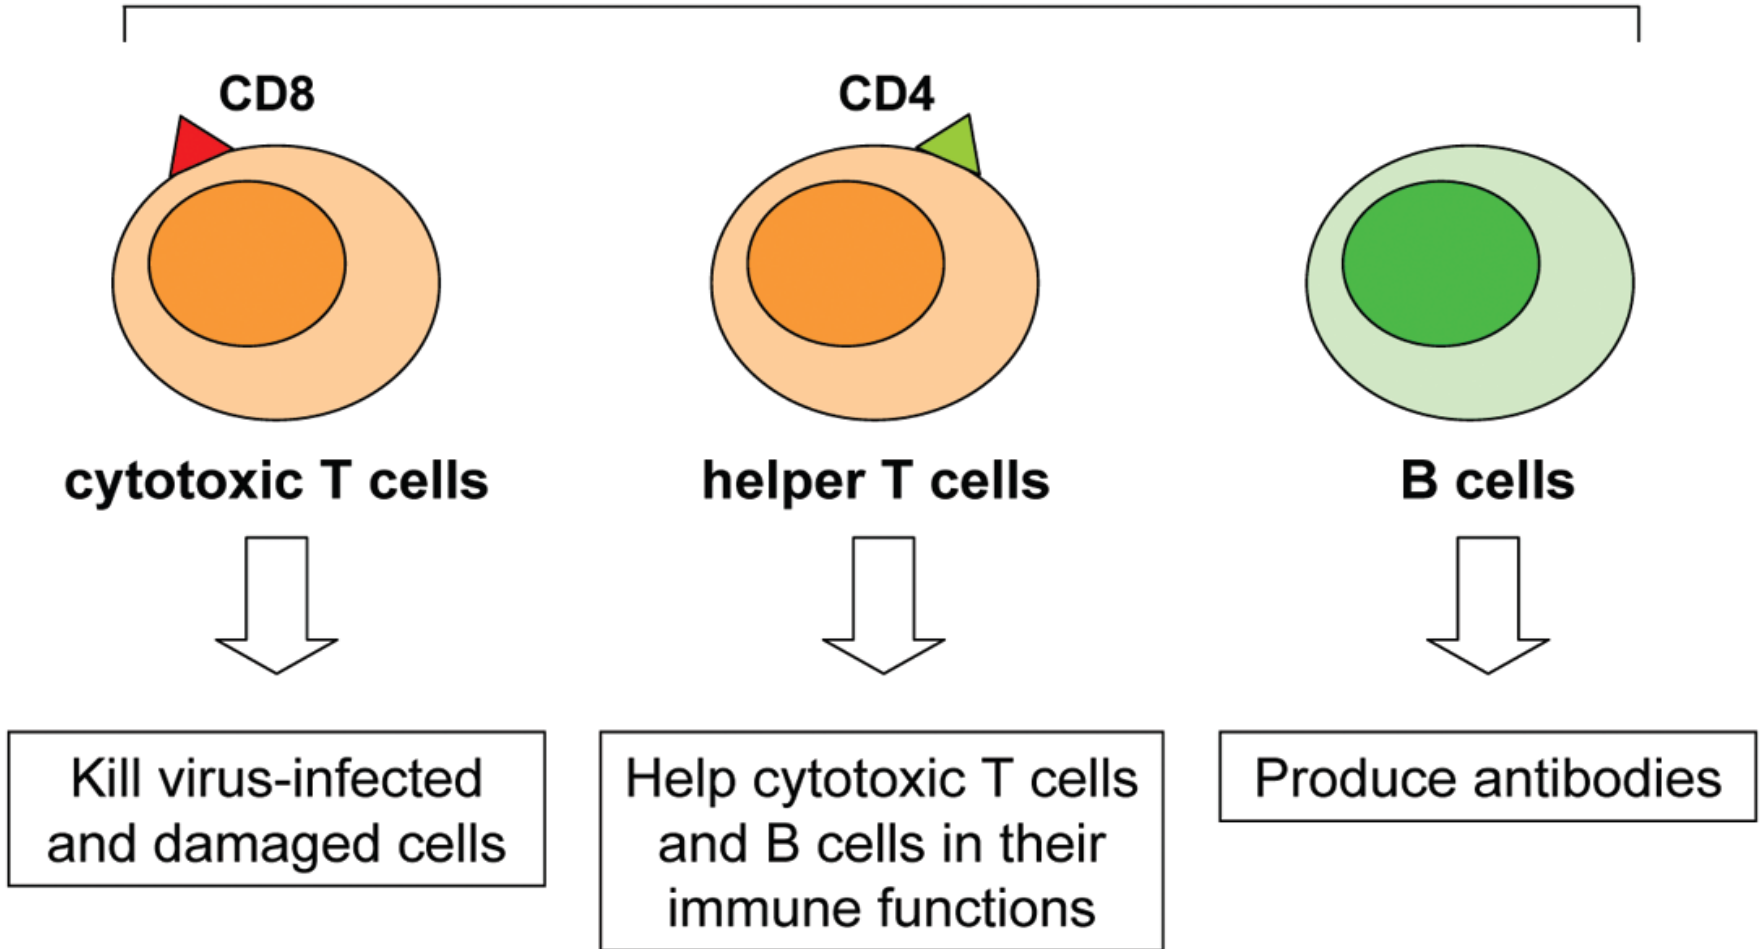 CD8
CD4
cytotoxic T cells
helper T cells
B cells
Kill virus-infected
and damaged cells
Help cytotoxic T cells
and B cells in their
immune functions
Produce antibodies